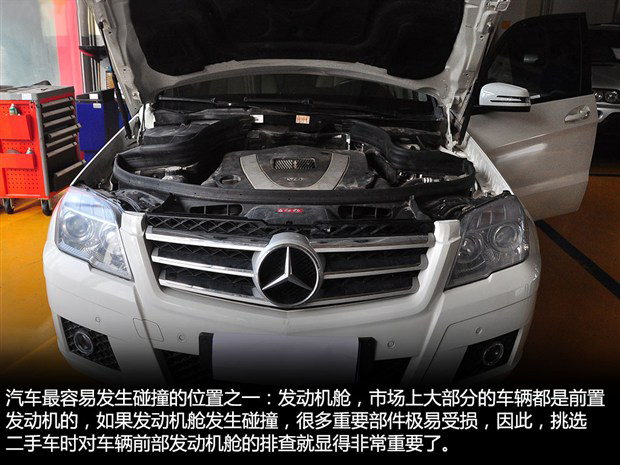 汽车最容易发生碰撞的位置之一：发动机舱，市场上大部分的车辆都是前置
发动机的，如果发动机舱发生碰撞，很多重要部件极易受损，因此，挑选
二手车时对车辆前部发动机舱的排查就显得非常重要了。